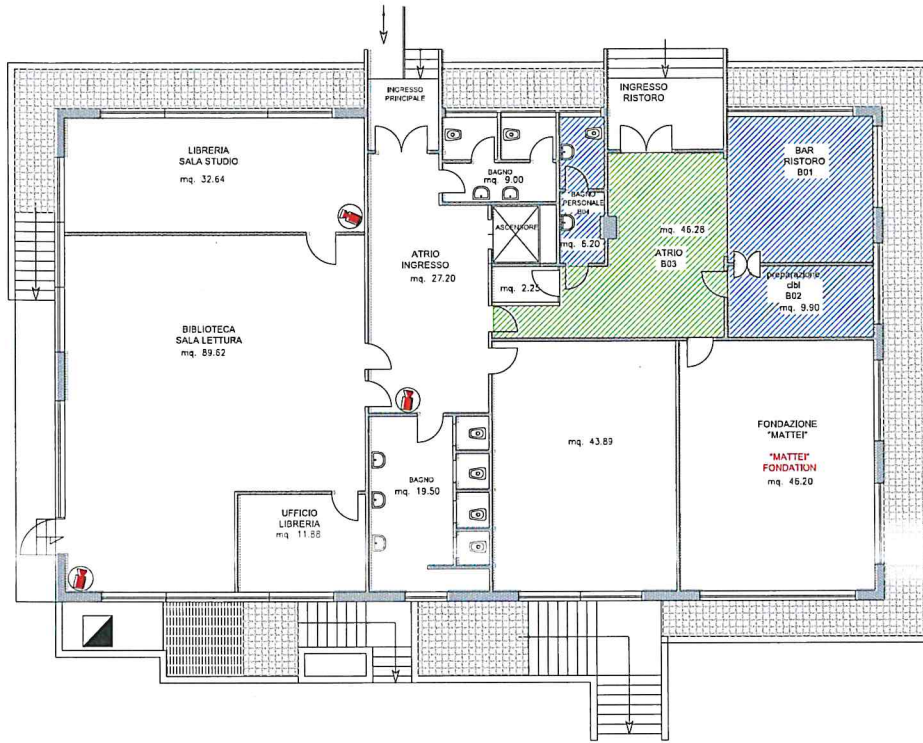 INGRESSO
PRINCIPALE
INGRESSO
RISTORO
LIBRERIA
SALA STUDIO
mq. 32.64
BAGNO
mq. 9.00
BAGNO
PERSONALE
B04
mq. 6.20
BAR
RISTORO
B01
ASCENSORE
mq. 46.28
ATRIO
B03
ATRIO
INGRESSO
mq. 27.20
mq. 2.25
preparazione
cibi
B02
mq. 9.90
BIBLIOTECA
SALA LETTURA
mq. 89.62
FONDAZIONE
"MATTEI"
"MATTEI"
FONDATION
mq. 46.20
mq. 43.89
BAGNO
mq. 19.50
UFFICIO
LIBRERIA
mq. 11.88